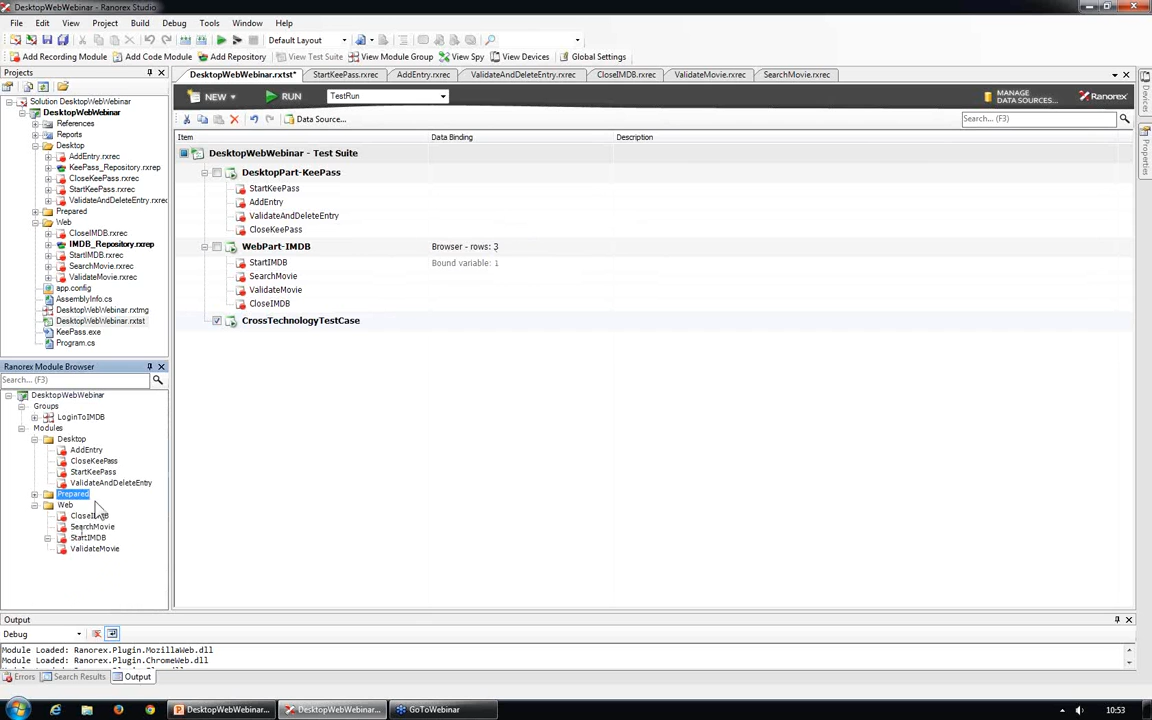 DesktopWebWebinar - Ranorex Studio
File Edit View Project Build Debug Tools Window Help
Default Layout
Add Recording Module Add Code Module Add Repository View Test Suite View Module Group View Spy View Devices Global Settings
Projects
Solution DesktopWebWebinar
DesktopWebWebinar
References
Reports
Desktop
AddEntry.rxrec
KeePass_Repository.rxrep
CloseKeePass.rxrec
StartKeePass.rxrec
ValidateAndDeleteEntry.rxrec
Prepared
Web
CloseIMDB.rxrec
IMDB_Repository.rxrep
StartIMDB.rxrec
SearchMovie.rxrec
ValidateMovie.rxrec
app.config
AssemblyInfo.cs
DesktopWebWebinar.rxtmg
DesktopWebWebinar.rxtst
KeePass.exe
Program.cs
Ranorex Module Browser
Search... (F3)
DesktopWebWebinar
Groups
LoginToIMDB
Modules
Desktop
AddEntry
CloseKeePass
StartKeePass
ValidateAndDeleteEntry
Prepared
Web
CloseIMDB
SearchMovie
StartIMDB
ValidateMovie
DesktopWebWebinar.rxtst* StartKeePass.rxrec AddEntry.rxrec ValidateAndDeleteEntry.rxrec CloseIMDB.rxrec ValidateMovie.rxrec SearchMovie.rxrec
NEW RUN TestRun MANAGE DATA SOURCES... Ranorex
Data Source... Search... (F3)
Item Data Binding Description
DesktopWebWebinar - Test Suite
DesktopPart-KeePass
StartKeePass
AddEntry
ValidateAndDeleteEntry
CloseKeePass
WebPart-IMDB Browser - rows: 3
StartIMDB Bound variable: 1
SearchMovie
ValidateMovie
CloseIMDB
CrossTechnologyTestCase
Devices
Properties
Output
Debug
Module Loaded: Ranorex.Plugin.MozillaWeb.dll
Module Loaded: Ranorex.Plugin.ChromeWeb.dll
Errors Search Results Output
DesktopWebWebinar... DesktopWebWebinar... GoToWebinar 10:53